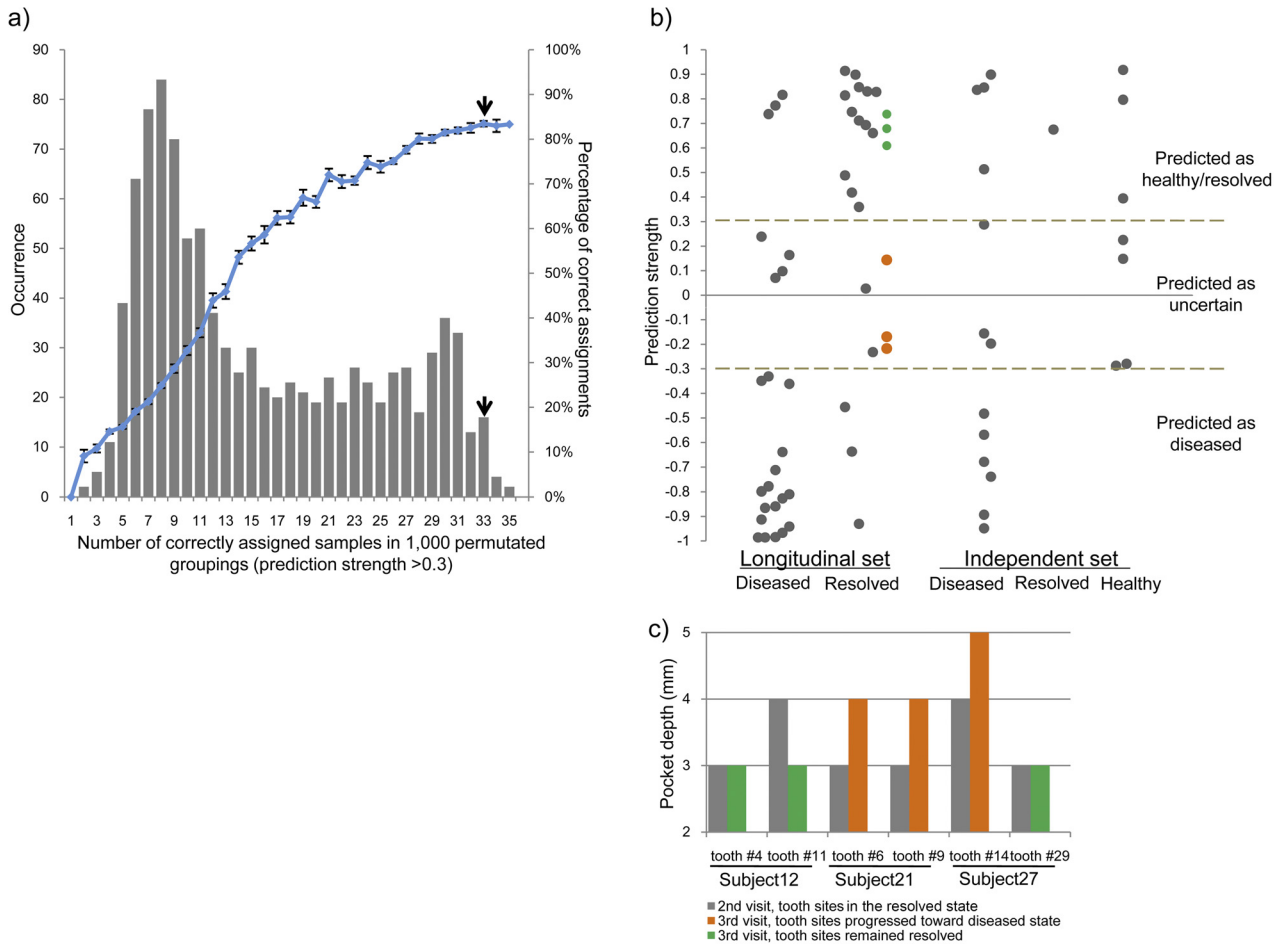 a)
90
80
70
60
50
40
30
20
10
0
Occurrence
100%
90%
80%
70%
60%
50%
40%
30%
20%
10%
0%
Percentage of correct assignments
1 3 5 7 9 11 13 15 17 19 21 23 25 27 29 31 33 35
Number of correctly assigned samples in 1,000 permutated
groupings (prediction strength >0.3)
b)
1
0.9
0.8
0.7
0.6
0.5
0.4
0.3
0.2
0.1
0
-0.1
-0.2
-0.3
-0.4
-0.5
-0.6
-0.7
-0.8
-0.9
-1
Prediction strength
Predicted as
healthy/resolved
Predicted as
uncertain
Predicted as
diseased
Longitudinal set Independent set
Diseased Resolved Diseased Resolved Healthy
c)
5
4
3
2
Pocket depth (mm)
tooth #4 tooth #11 tooth #6 tooth #9 tooth #14 tooth #29
Subject12 Subject21 Subject27
2nd visit, tooth sites in the resolved state
3rd visit, tooth sites progressed toward diseased state
3rd visit, tooth sites remained resolved